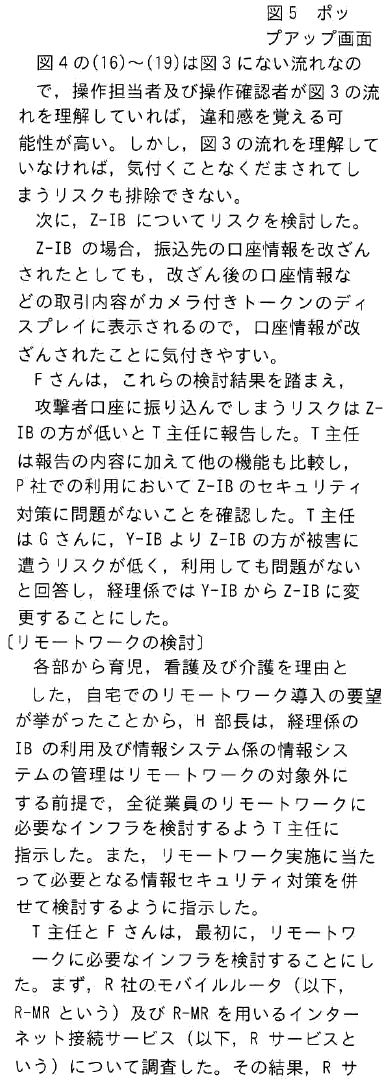 図５　ポッ
プアップ画面
図４の(16)～(19)は図３にない流れなの
で，操作担当者及び操作確認者が図３の流
れを理解していれば，違和感を覚える可
能性が高い。しかし，図３の流れを理解して
いなければ，気付くことなくだまされてし
まうリスクも排除できない。
次に，Z-IB についてリスクを検討した。
Z-IB の場合，振込先の口座情報を改ざん
されたとしても，改ざん後の口座情報な
どの取引内容がカメラ付きトークンのディ
スプレイに表示されるので，口座情報が改
ざんされたことに気付きやすい。
Ｆさんは，これらの検討結果を踏まえ，
攻撃者口座に振り込んでしまうリスクは Z-
IB の方が低いとＴ主任に報告した。Ｔ主任
は報告の内容に加えて他の機能も比較し，
P 社での利用において Z-IB のセキュリティ
対策に問題がないことを確認した。Ｔ主任
はＧさんに，Y-IB より Z-IB の方が被害に
遭うリスクが低く，利用しても問題がない
と回答し，経理係では Y-IB から Z-IB に変
更することにした。
〔リモートワークの検討〕
各部から育児，看護及び介護を理由と
した，自宅でのリモートワーク導入の要望
が挙がったことから，H 部長は，経理係の
IB の利用及び情報システム係の情報シス
テムの管理はリモートワークの対象外に
する前提で，全従業員のリモートワークに
必要なインフラを検討するようＴ主任に
指示した。また，リモートワーク実施に当た
って必要となる情報セキュリティ対策を併
せて検討するように指示した。
Ｔ主任とＦさんは，最初に，リモートワ
ークに必要なインフラを検討することにし
た。まず，R 社のモバイルルータ（以下，
R-MR という）及び R-MR を用いるインター
ネット接続サービス（以下，R サービスと
いう）について調査した。その結果，R サ